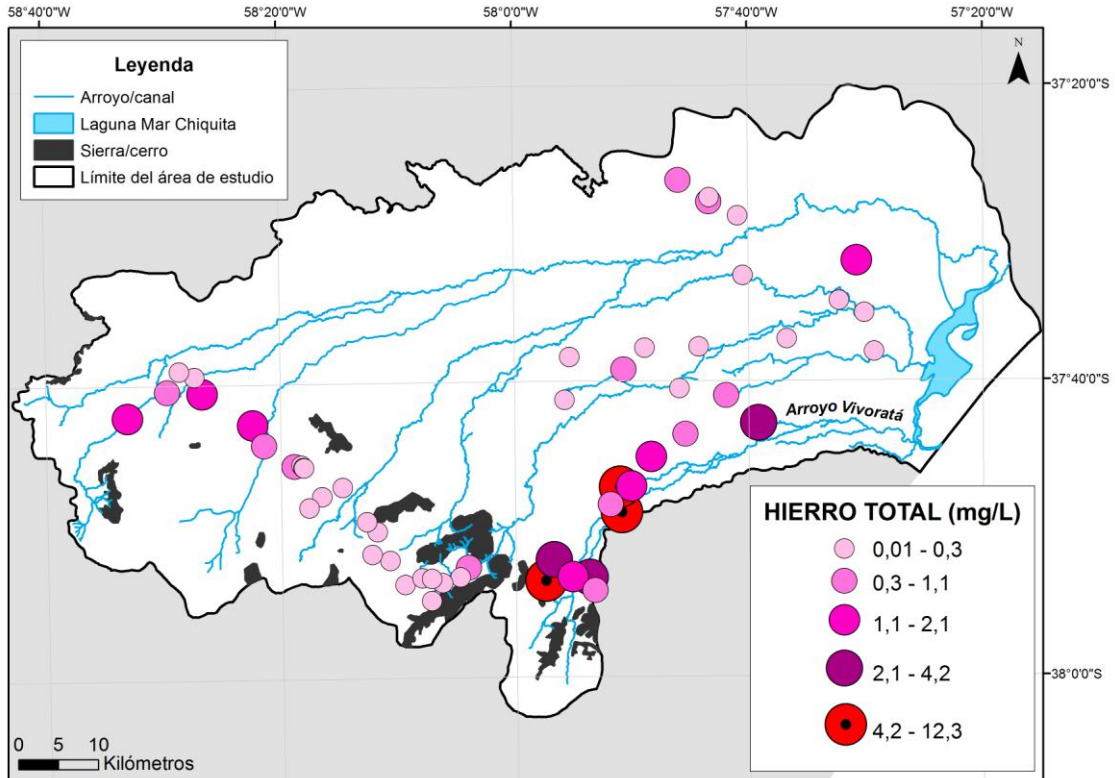 58°40'0"W 58°20'0"W 58°00'0"W 57°40'0"W 57°20'0"W
N
Leyenda
Arroyo/canal
Laguna Mar Chiquita
Sierra/cerro
Límite del área de estudio
37°20'0"S
37°40'0"S
Arroyo Vivoratá
HIERRO TOTAL (mg/L)
0,01 - 0,3
0,3 - 1,1
1,1 - 2,1
2,1 - 4,2
4,2 - 12,3
38°0'0"S
0 5 10
Kilómetros